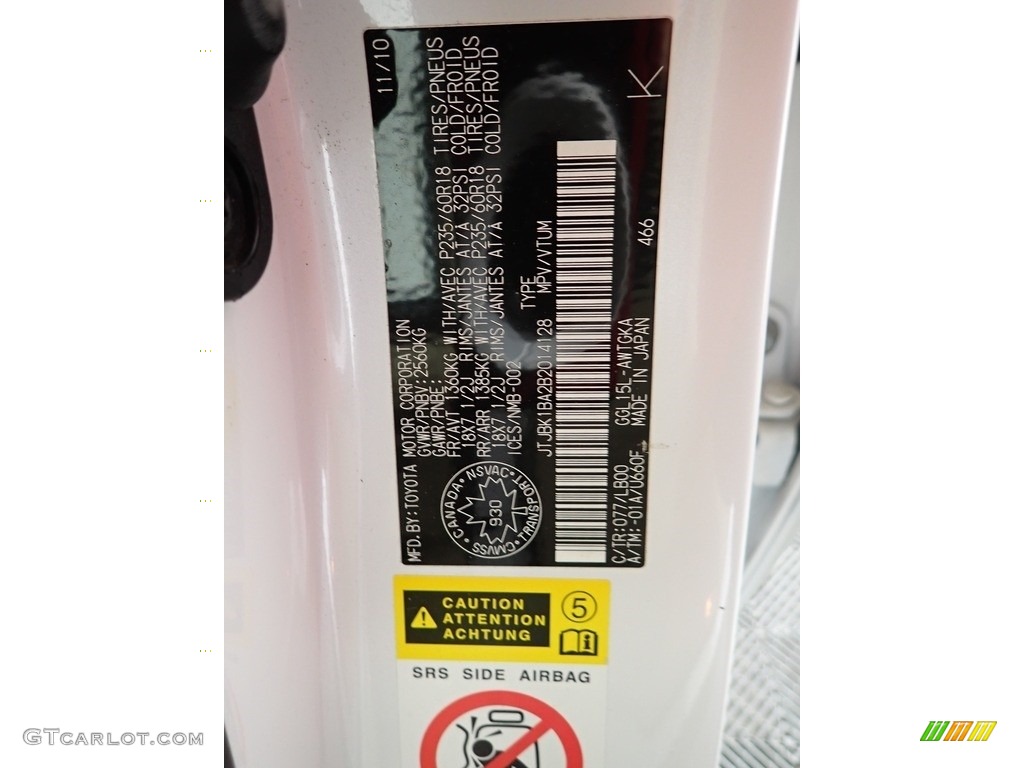 MFD.BY:TOYOTA MOTOR CORPORATION 11/10
GVWR/PNBV:2560KG
GAWR/PNBE:
FR/AVT 1360KG WITH/AVEC P235/60R18 TIRES/PNEUS
18X7 1/2J RIMS/JANTES AT/A 32PSI COLD/FROID
RR/ARR 1385KG WITH/AVEC P235/60R18 TIRES/PNEUS
18X7 1/2J RIMS/JANTES AT/A 32PSI COLD/FROID
ICES/NMB-002
CANADA • NSVAC • TRANSPORT • CMVSS •
930
JTJBK1BA2B2014128 TYPE MPV/VTUM
C/TR:077/LB00 GGL15L-AWTGKA
A/TM:-01A/U660F MADE IN JAPAN 466
K
CAUTION
ATTENTION
ACHTUNG
5
SRS SIDE AIRBAG
GTCARLOT.COM